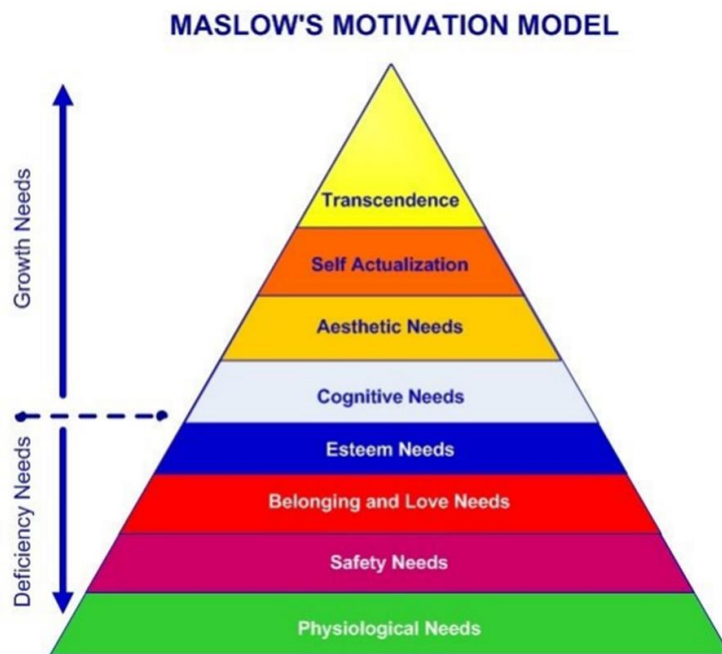 MASLOW'S MOTIVATION MODEL
Growth Needs
Deficiency Needs
Transcendence
Self Actualization
Aesthetic Needs
Cognitive Needs
Esteem Needs
Belonging and Love Needs
Safety Needs
Physiological Needs